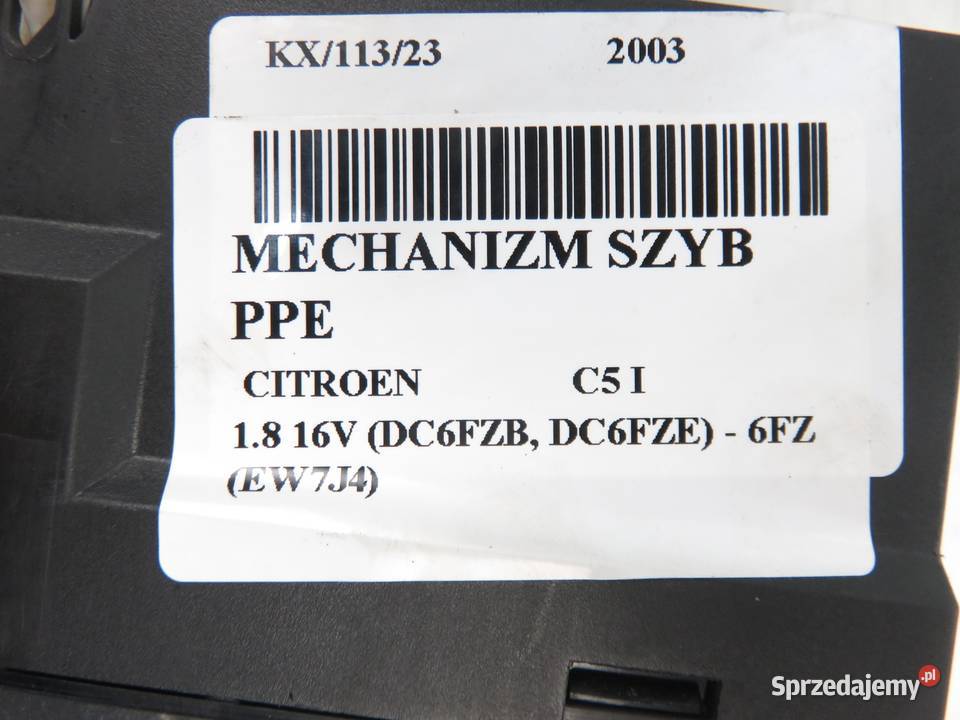 KX/113/23 2003
MECHANIZM SZYB
PPE
CITROEN C5 I
1.8 16V (DC6FZB, DC6FZE) - 6FZ
(EW7J4)
Sprzedajemy.pl